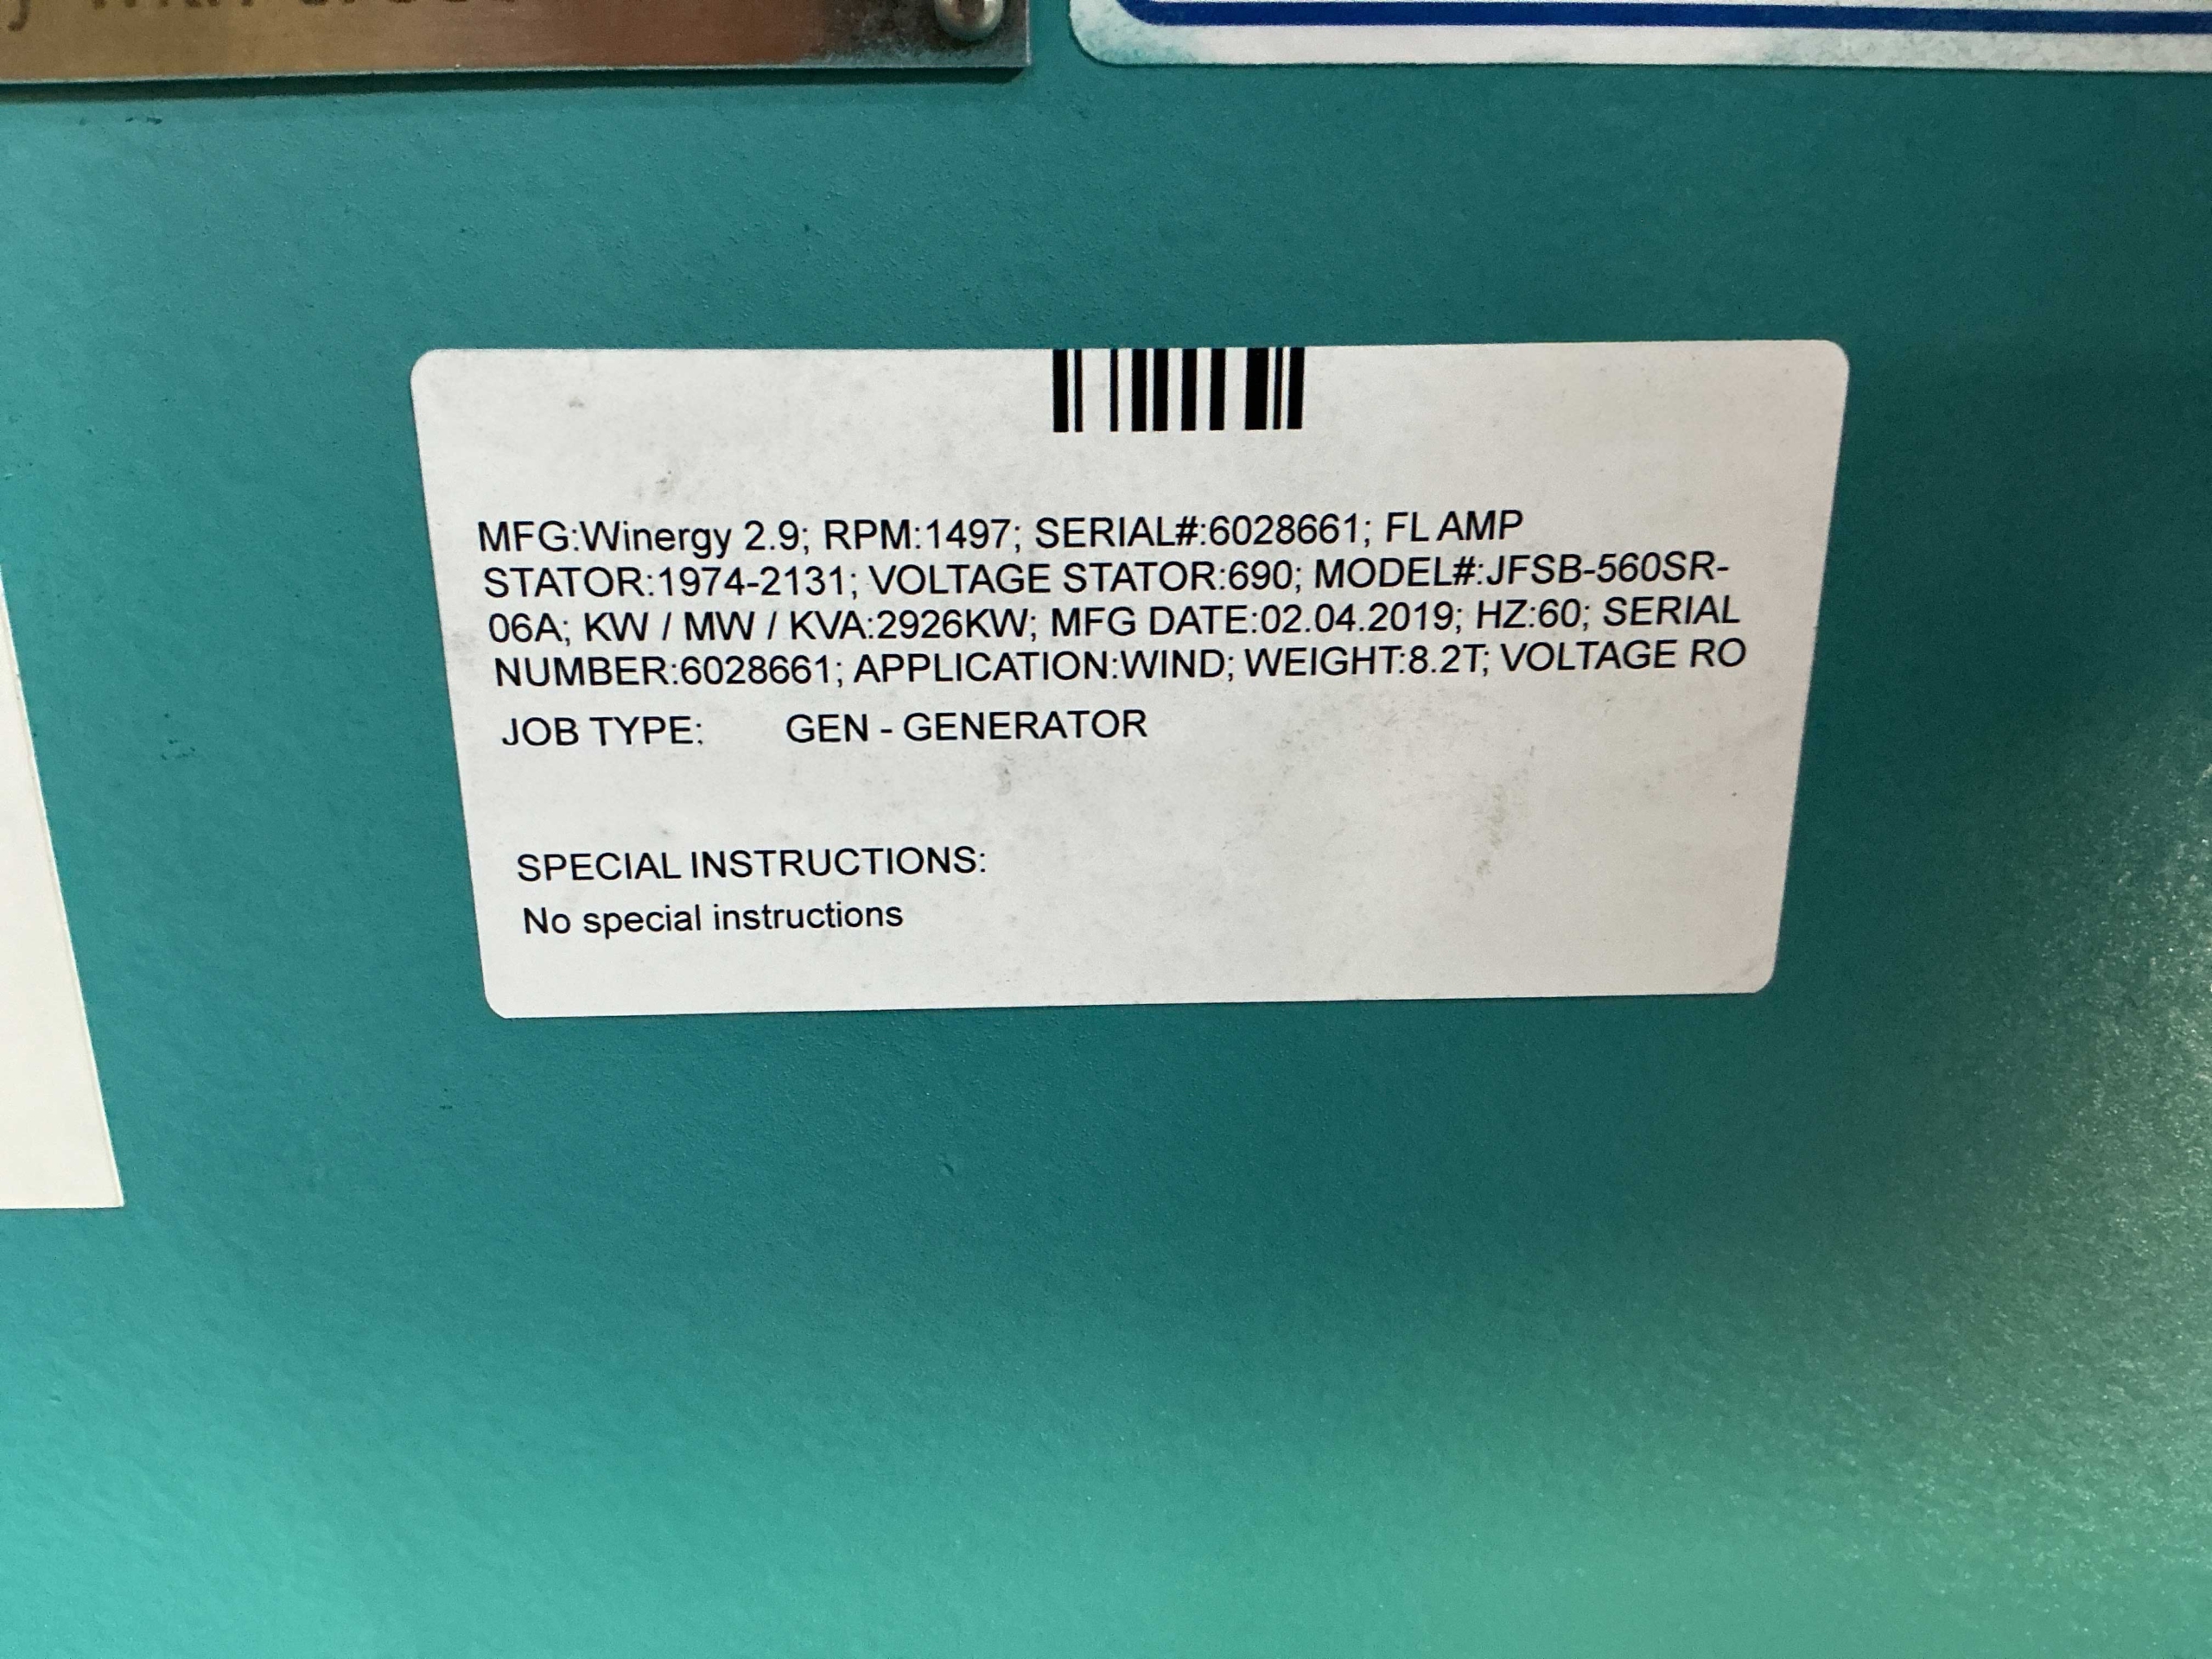 MFG:Winergy 2.9; RPM:1497; SERIAL#:6028661; FL AMP
STATOR:1974-2131; VOLTAGE STATOR:690; MODEL#:JFSB-560SR-
06A; KW / MW / KVA:2926KW; MFG DATE:02.04.2019; HZ:60; SERIAL
NUMBER:6028661; APPLICATION:WIND; WEIGHT:8.2T; VOLTAGE RO
JOB TYPE: GEN - GENERATOR
SPECIAL INSTRUCTIONS:
No special instructions